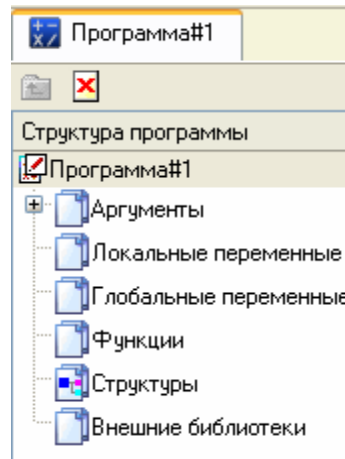 Программа#1
Структура программы
Программа#1
Аргументы
Локальные переменные
Глобальные переменные
Функции
Структуры
Внешние библиотеки